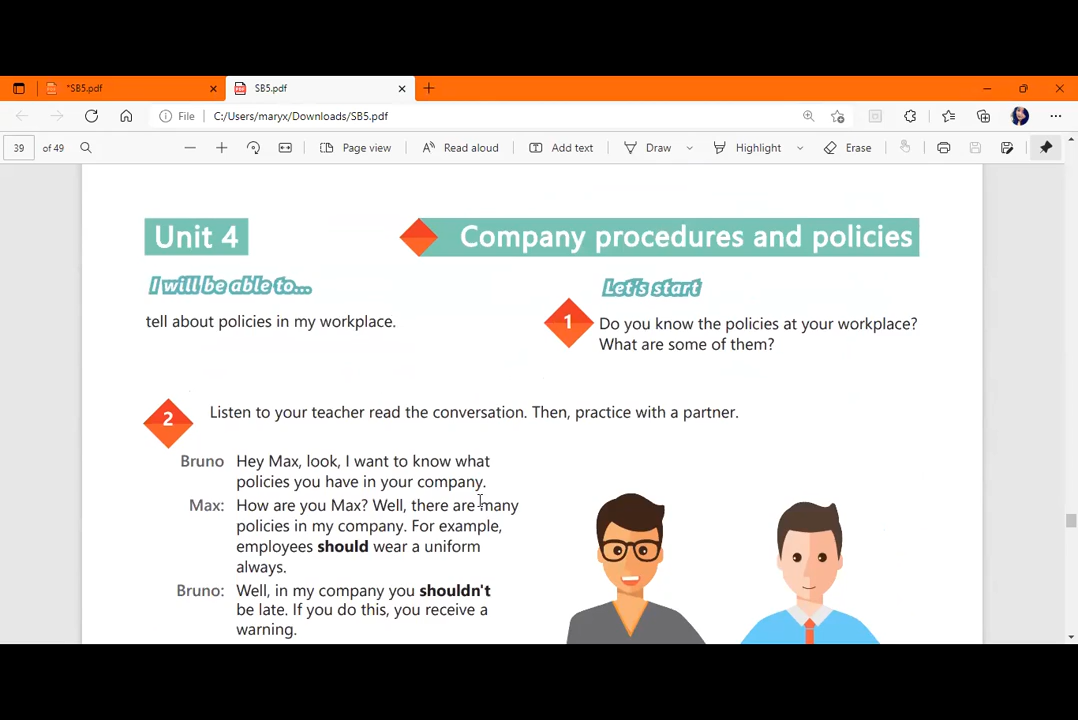 *SB5.pdf
SB5.pdf
File
C:/Users/maryx/Downloads/SB5.pdf
39
of 49
Page view
Read aloud
Add text
Draw
Highlight
Erase
Unit 4
Company procedures and policies
I will be able to...
tell about policies in my workplace.
Let's start
1
Do you know the policies at your workplace?
What are some of them?
2
Listen to your teacher read the conversation. Then, practice with a partner.
Bruno Hey Max, look, I want to know what
policies you have in your company.
Max: How are you Max? Well, there are many
policies in my company. For example,
employees should wear a uniform
always.
Bruno: Well, in my company you shouldn't
be late. If you do this, you receive a
warning.